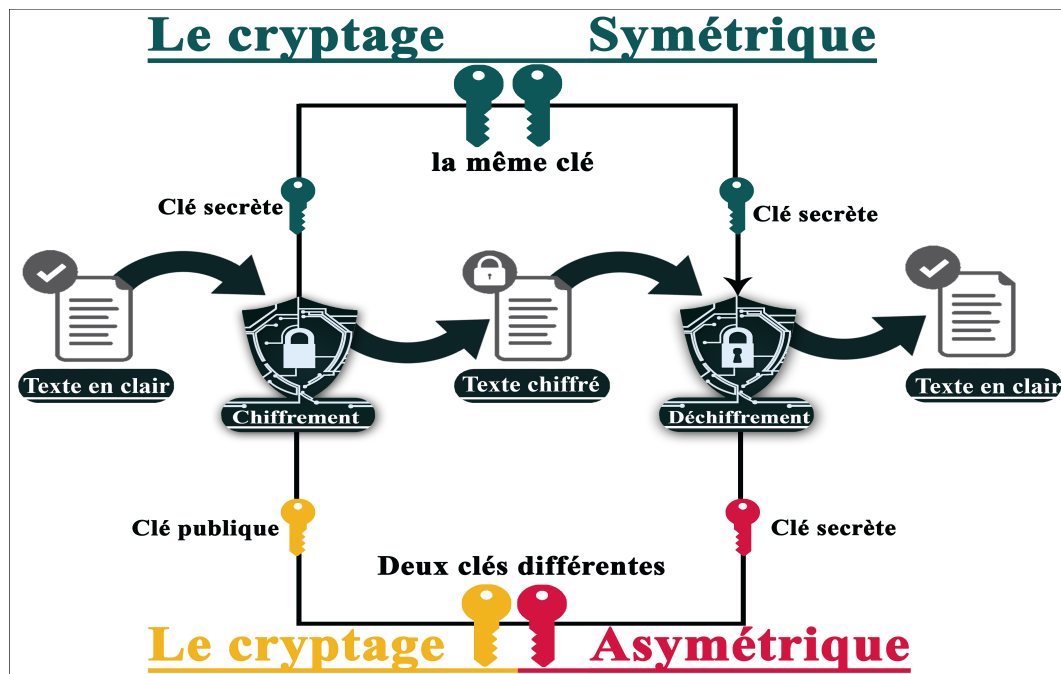 Le cryptage Symétrique
la même clé
Clé secrète
Clé secrète
Texte en clair
Chiffrement
Texte chiffré
Déchiffrement
Texte en clair
Clé publique
Clé secrète
Deux clés différentes
Le cryptage Asymétrique